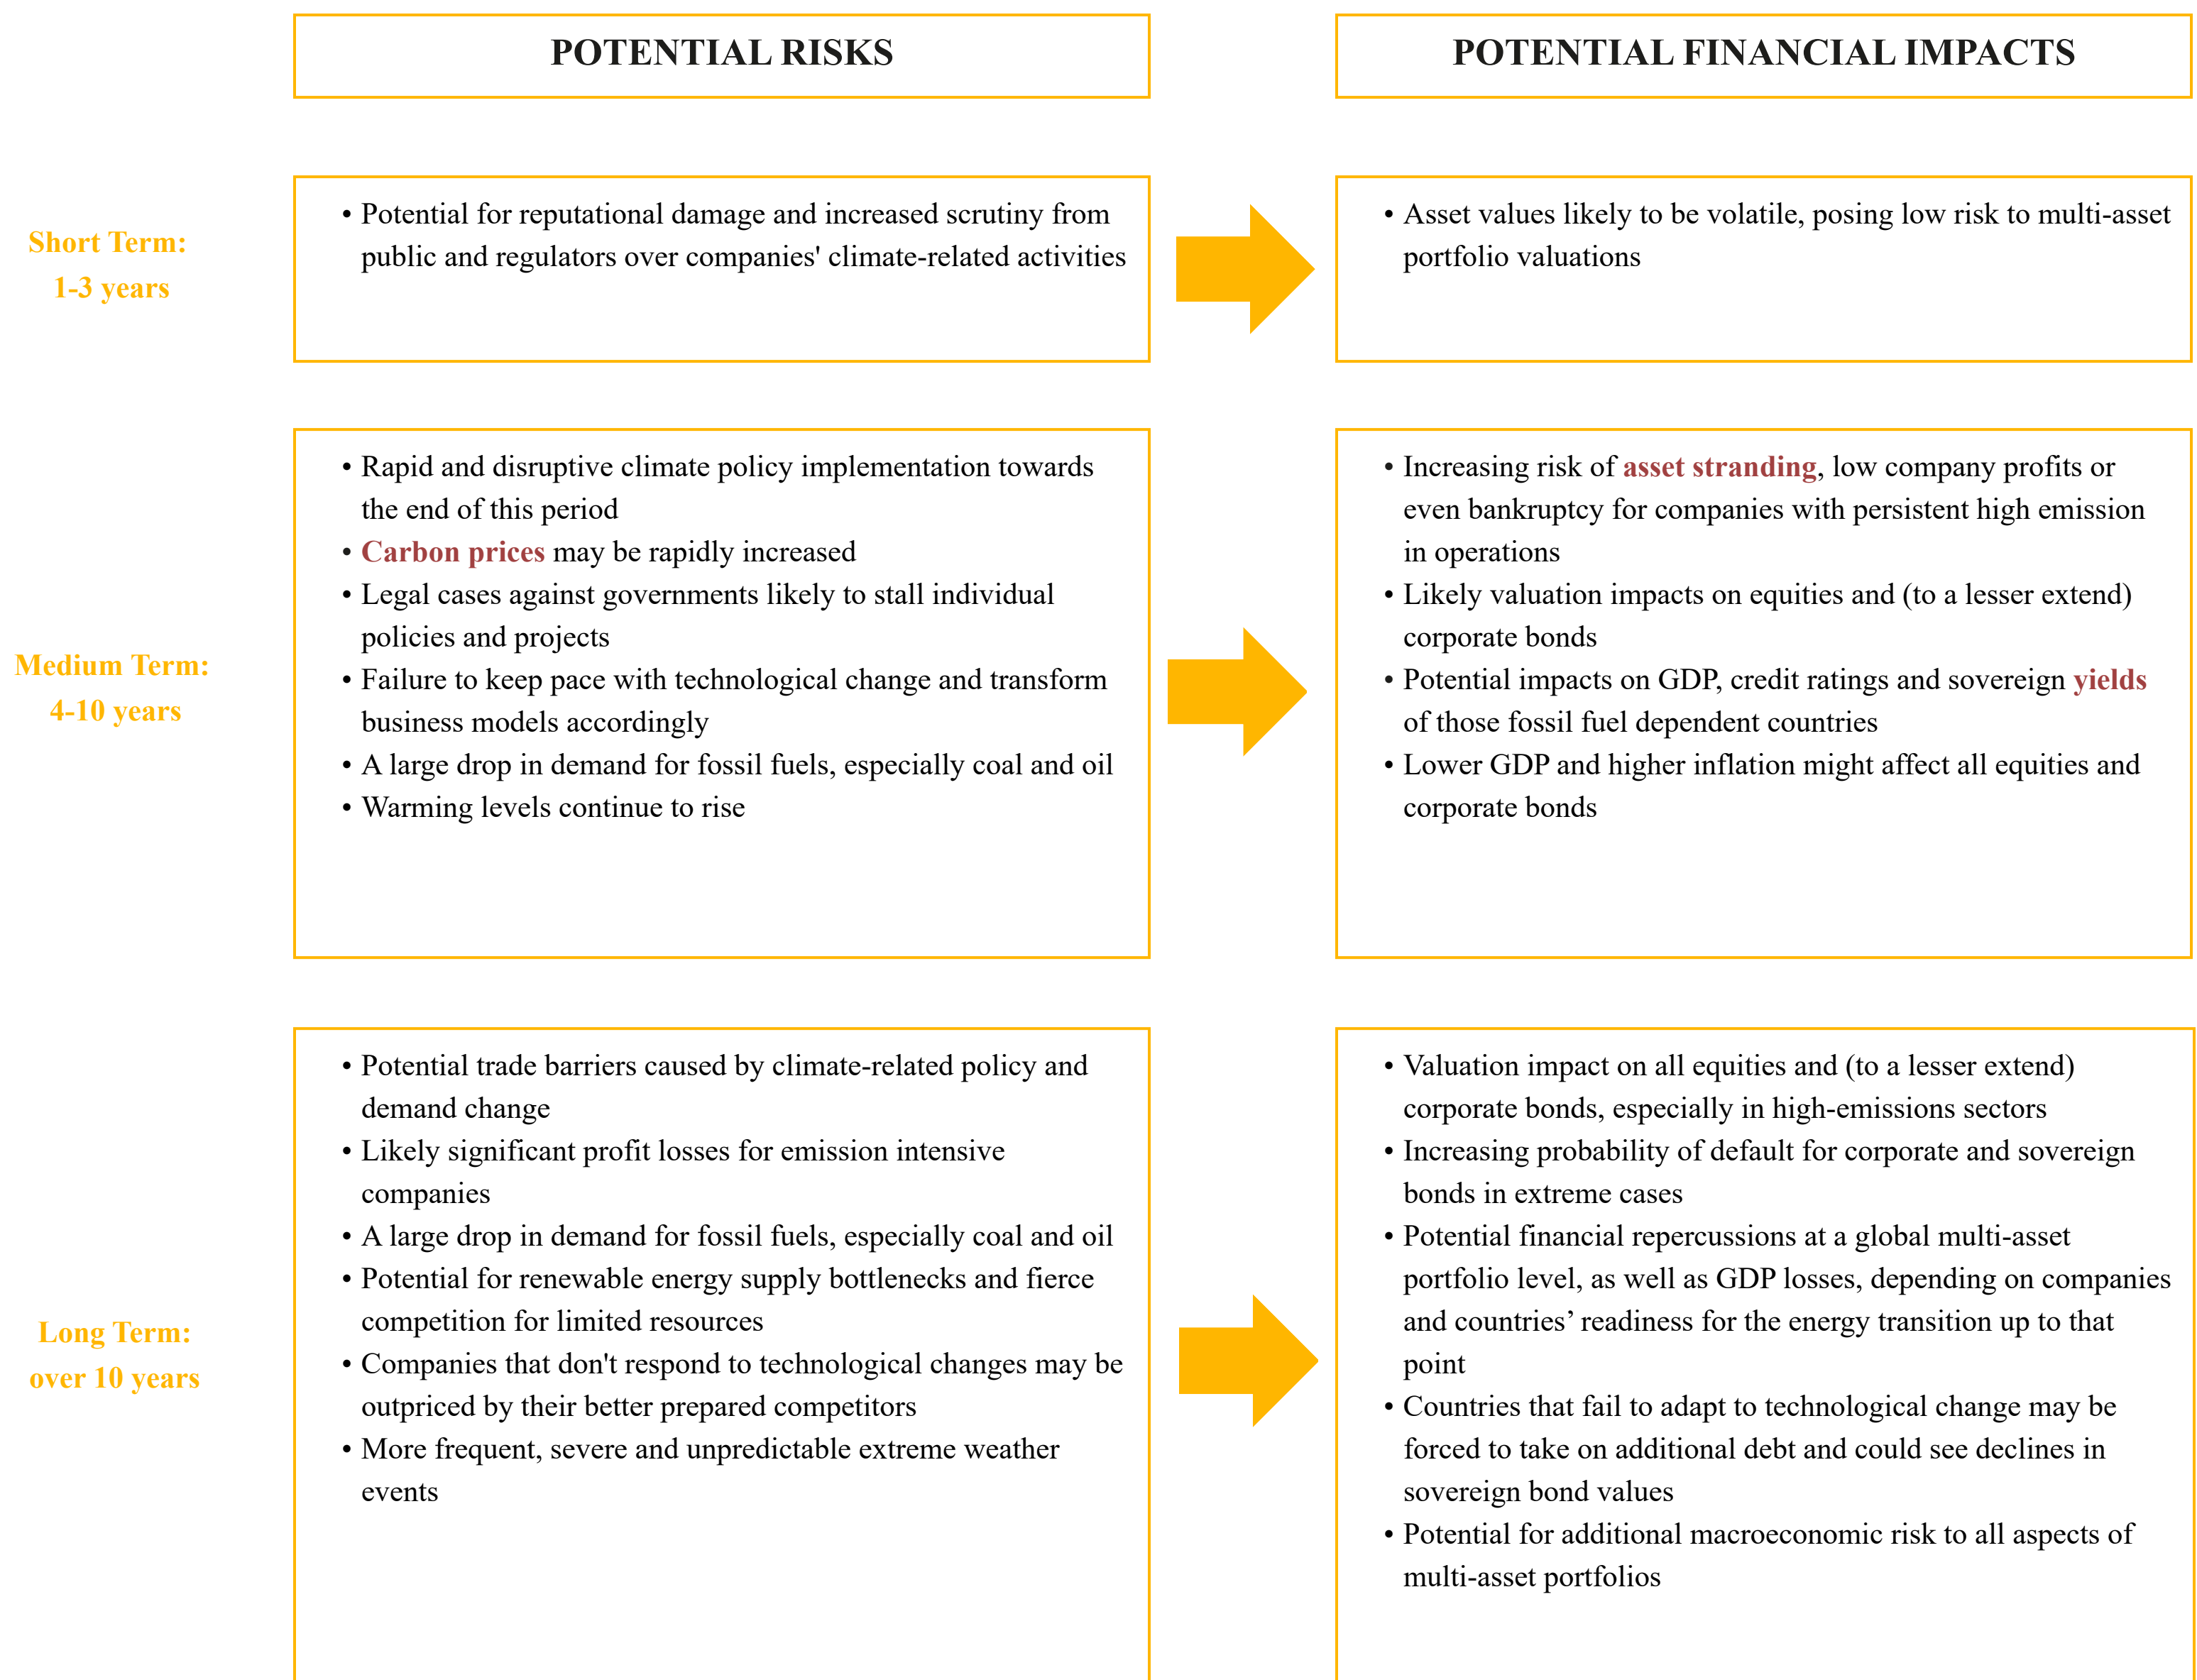 POTENTIAL RISKS
POTENTIAL FINANCIAL IMPACTS
Short Term:
1-3 years
• Potential for reputational damage and increased scrutiny from
public and regulators over companies' climate-related activities
• Asset values likely to be volatile, posing low risk to multi-asset
portfolio valuations
Medium Term:
4-10 years
• Rapid and disruptive climate policy implementation towards
the end of this period
• Carbon prices may be rapidly increased
• Legal cases against governments likely to stall individual
policies and projects
• Failure to keep pace with technological change and transform
business models accordingly
• A large drop in demand for fossil fuels, especially coal and oil
• Warming levels continue to rise
• Increasing risk of asset stranding, low company profits or
even bankruptcy for companies with persistent high emission
in operations
• Likely valuation impacts on equities and (to a lesser extend)
corporate bonds
• Potential impacts on GDP, credit ratings and sovereign yields
of those fossil fuel dependent countries
• Lower GDP and higher inflation might affect all equities and
corporate bonds
Long Term:
over 10 years
• Potential trade barriers caused by climate-related policy and
demand change
• Likely significant profit losses for emission intensive
companies
• A large drop in demand for fossil fuels, especially coal and oil
• Potential for renewable energy supply bottlenecks and fierce
competition for limited resources
• Companies that don't respond to technological changes may be
outpriced by their better prepared competitors
• More frequent, severe and unpredictable extreme weather
events
• Valuation impact on all equities and (to a lesser extend)
corporate bonds, especially in high-emissions sectors
• Increasing probability of default for corporate and sovereign
bonds in extreme cases
• Potential financial repercussions at a global multi-asset
portfolio level, as well as GDP losses, depending on companies
and countries’ readiness for the energy transition up to that
point
• Countries that fail to adapt to technological change may be
forced to take on additional debt and could see declines in
sovereign bond values
• Potential for additional macroeconomic risk to all aspects of
multi-asset portfolios